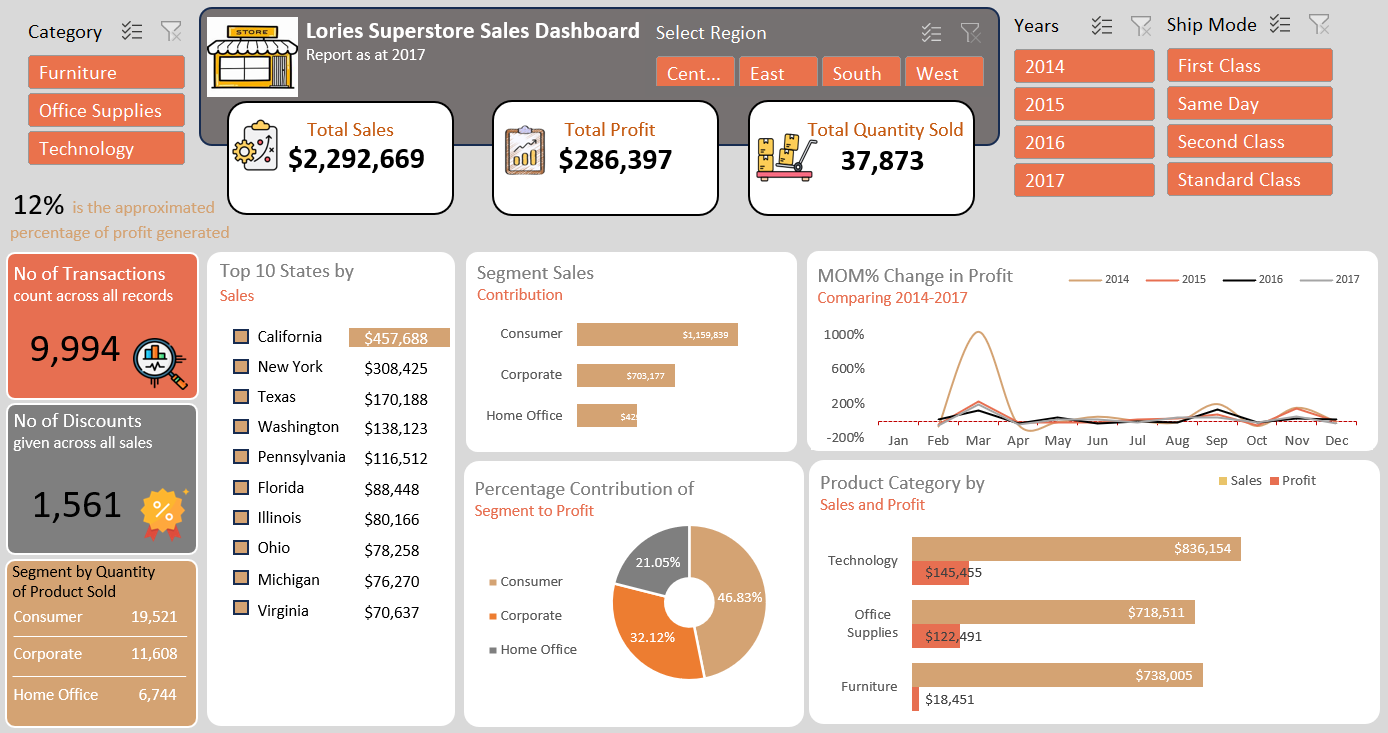 Category
Furniture
Office Supplies
Technology
STORE
Lories Superstore Sales Dashboard
Report as at 2017
Select Region
Cent...
East
South
West
Years
2014
2015
2016
2017
Ship Mode
First Class
Same Day
Second Class
Standard Class
Total Sales
$2,292,669
Total Profit
$286,397
Total Quantity Sold
37,873
12% is the approximated
percentage of profit generated
No of Transactions
count across all records
9,994
No of Discounts
given across all sales
1,561
%
Segment by Quantity
of Product Sold
Consumer 19,521
Corporate 11,608
Home Office 6,744
Top 10 States by
Sales
California $457,688
New York $308,425
Texas $170,188
Washington $138,123
Pennsylvania $116,512
Florida $88,448
Illinois $80,166
Ohio $78,258
Michigan $76,270
Virginia $70,637
Segment Sales
Contribution
Consumer $1,159,839
Corporate $703,177
Home Office
Percentage Contribution of
Segment to Profit
Consumer
Corporate
Home Office
21.05%
46.83%
32.12%
MOM% Change in Profit
Comparing 2014-2017
2014 2015 2016 2017
1000%
600%
200%
-200%
Jan Feb Mar Apr May Jun Jul Aug Sep Oct Nov Dec
Product Category by
Sales and Profit
Sales Profit
Technology
$836,154
$145,455
Office
Supplies
$718,511
$122,491
Furniture
$738,005
$18,451